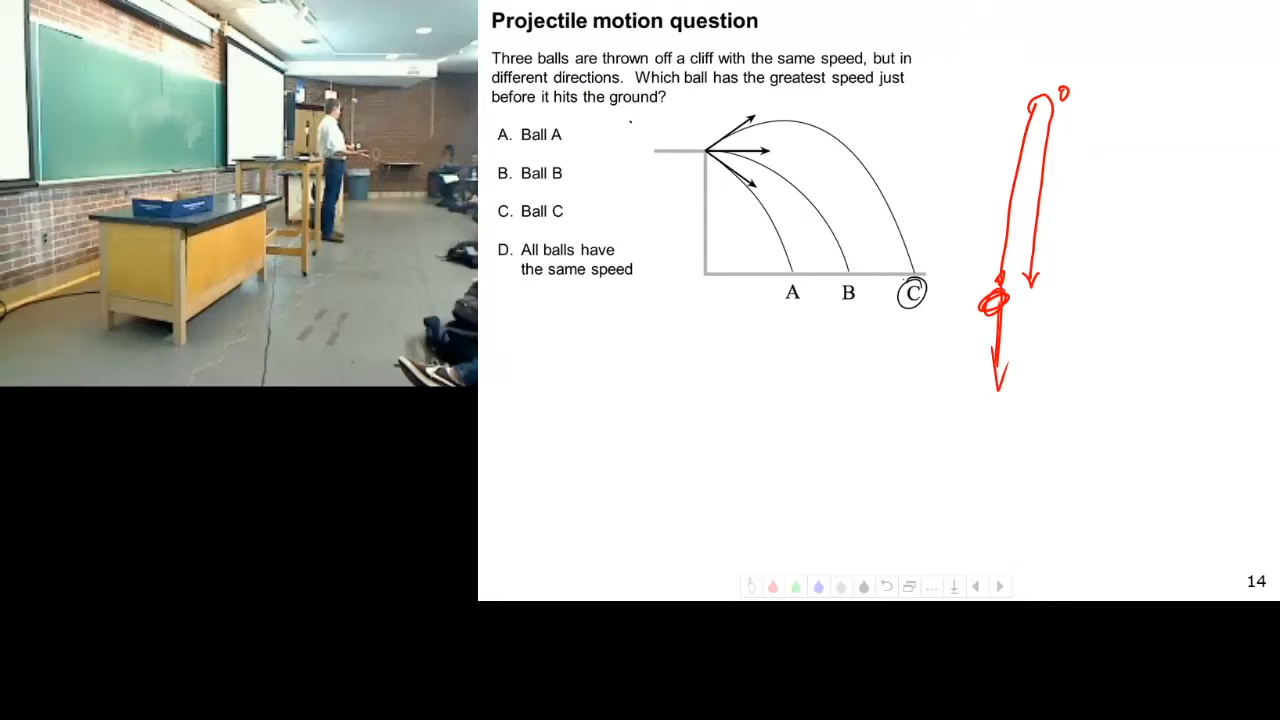 Projectile motion question
Three balls are thrown off a cliff with the same speed, but in
different directions.  Which ball has the greatest speed just
before it hits the ground?
A. Ball A
B. Ball B
C. Ball C
D. All balls have
the same speed
A B C
0
14